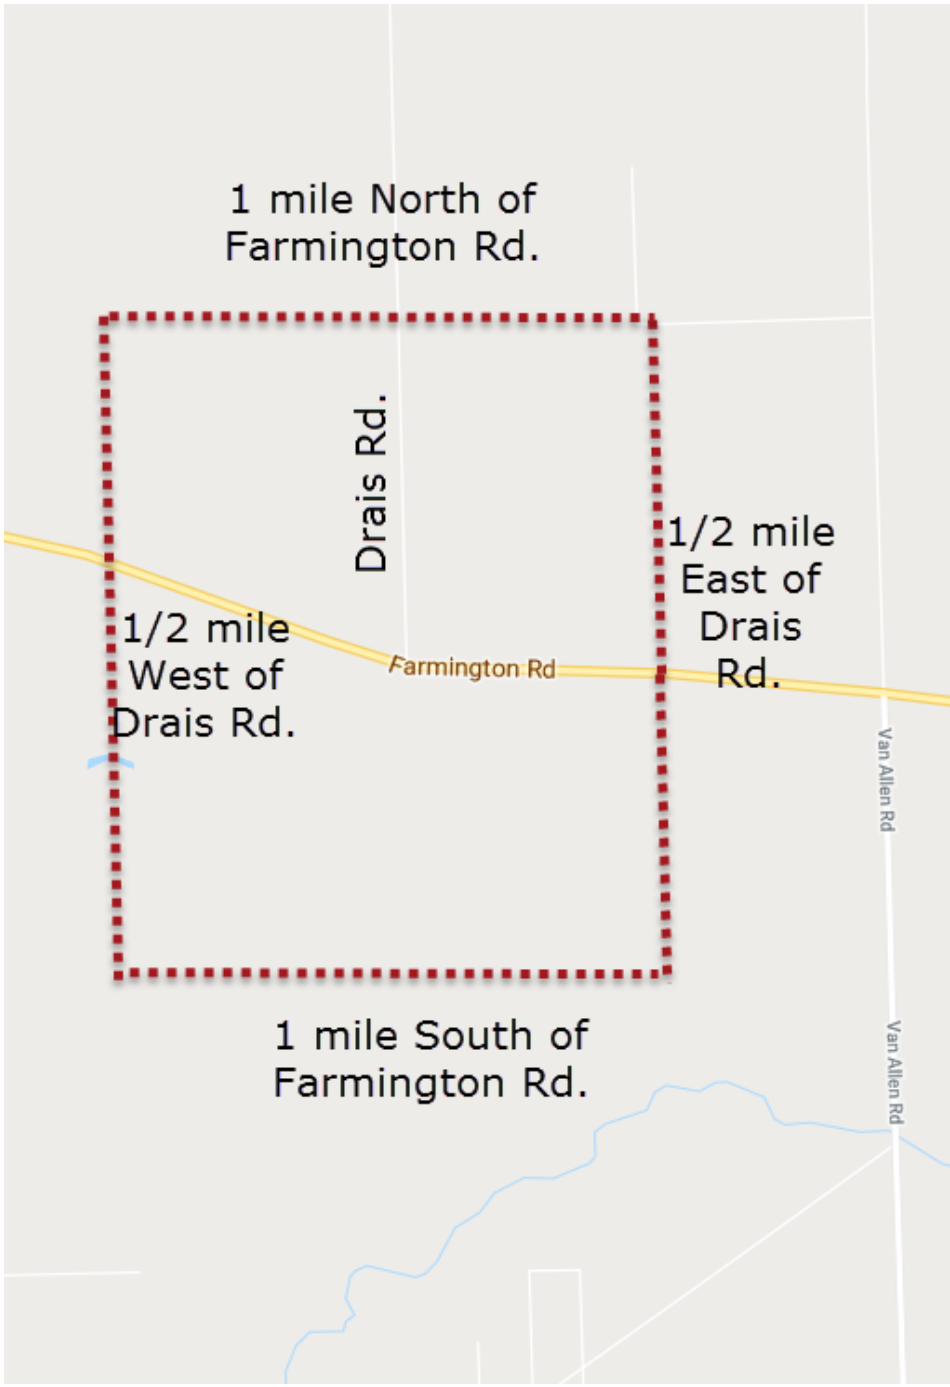 1 mile North of
Farmington Rd.
Drais Rd.
1/2 mile
East of
Drais
Rd.
1/2 mile
West of
Drais Rd.
Farmington Rd
Van Allen Rd
1 mile South of
Farmington Rd.
Van Allen Rd